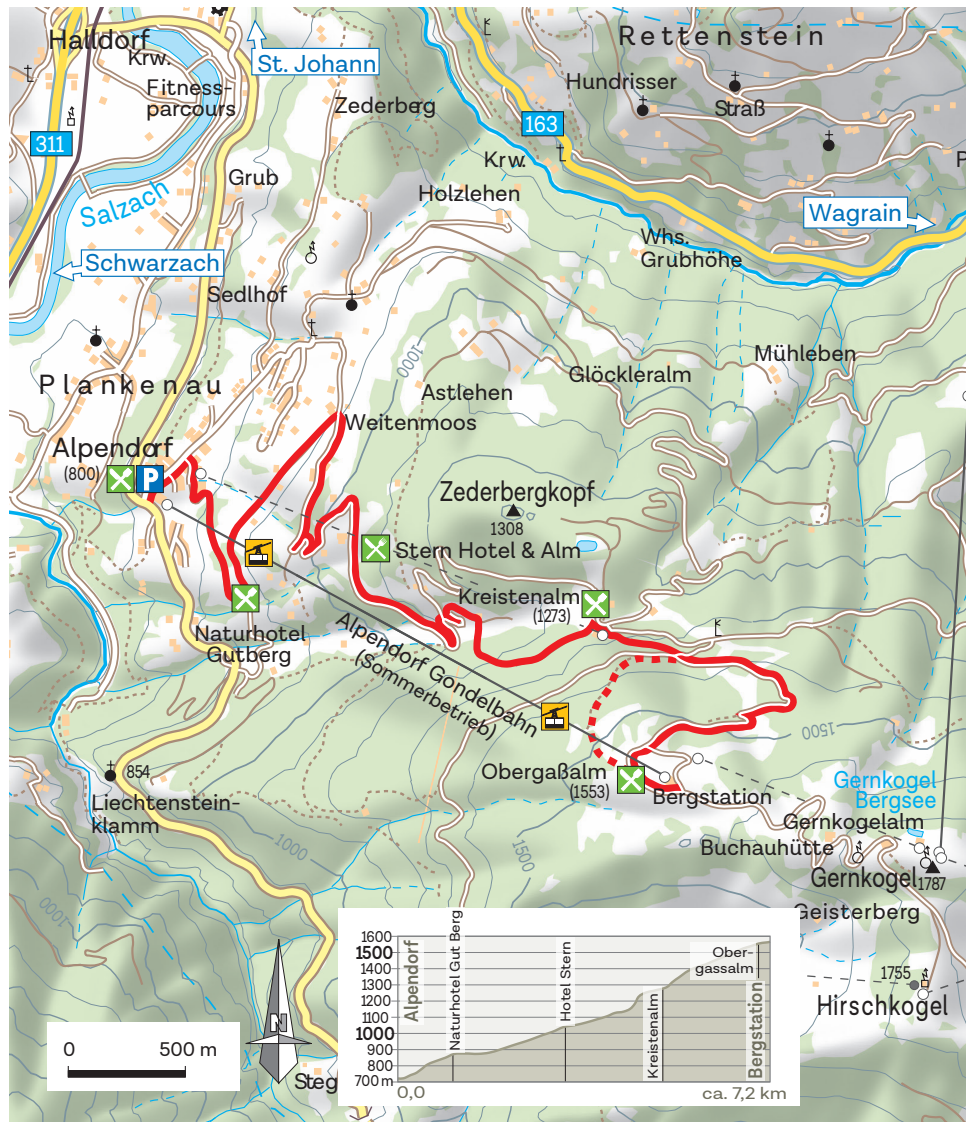 Halldorf
Krw.
Fitness-
parcours
St. Johann
Rettenstein
Hundrisser
Straß
Zederberg
163
311
Krw.
Grub
Holzlehen
Salzach
Wagrain
Whs.
Grubhöhe
Schwarzach
Sedlhof
1000
Mühleben
Glöckleralm
Plankenau
Astlehen
Weitenmoos
Alpendorf
(800)
P
Zederbergkopf
1308
Stern Hotel & Alm
Kreistenalm
(1273)
Naturhotel
Gutberg
Alpendorf Gondelbahn
(Sommerbetrieb)
1500
Obergaßalm
(1553)
Bergstation
854
Liechtenstein-
klamm
Gernkogel
Bergsee
Gernkogelalm
Buchauhütte
1000
1500
Gernkogel
1787
Geisterberg
1000
1755
Hirschkogel
N
0 500 m
Steg
1600
1500
1400
1300
1200
1100
1000
900
800
700 m
Alpendorf
Naturhotel Gut Berg
Hotel Stern
Kreistenalm
Ober-
gassalm
Bergstation
0,0 ca. 7,2 km